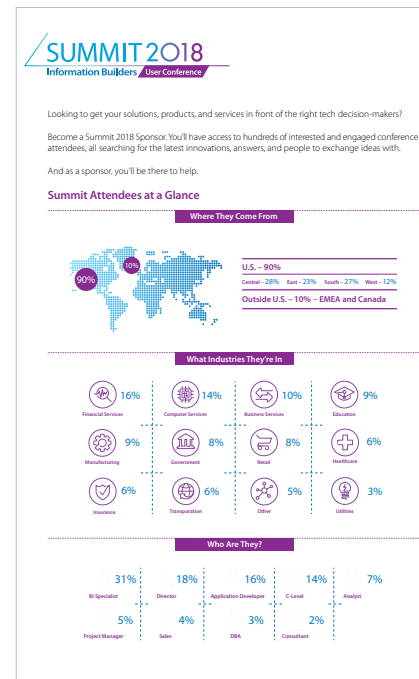 SUMMIT 2018
Information Builders User Conference
Looking to get your solutions, products, and services in front of the right tech decision-makers?
Become a Summit 2018 Sponsor. You'll have access to hundreds of interested and engaged conference
attendees, all searching for the latest innovations, answers, and people to exchange ideas with.
And as a sponsor, you'll be there to help.
Summit Attendees at a Glance
Where They Come From
90%
10%
U.S. – 90%
Central – 28% East – 23% South – 27% West – 12%
Outside U.S. – 10% – EMEA and Canada
What Industries They're In
16% 14% 10% 9%
Financial Services Computer Services Business Services Education
9% 8% 8% 6%
Manufacturing Government Retail Healthcare
6% 6% 5% 3%
Insurance Transporation Other Utilities
Who Are They?
31% 18% 16% 14% 7%
BI Specialist Director Application Developer C-Level Analyst
5% 4% 3% 2%
Project Manager Sales DBA Consultant